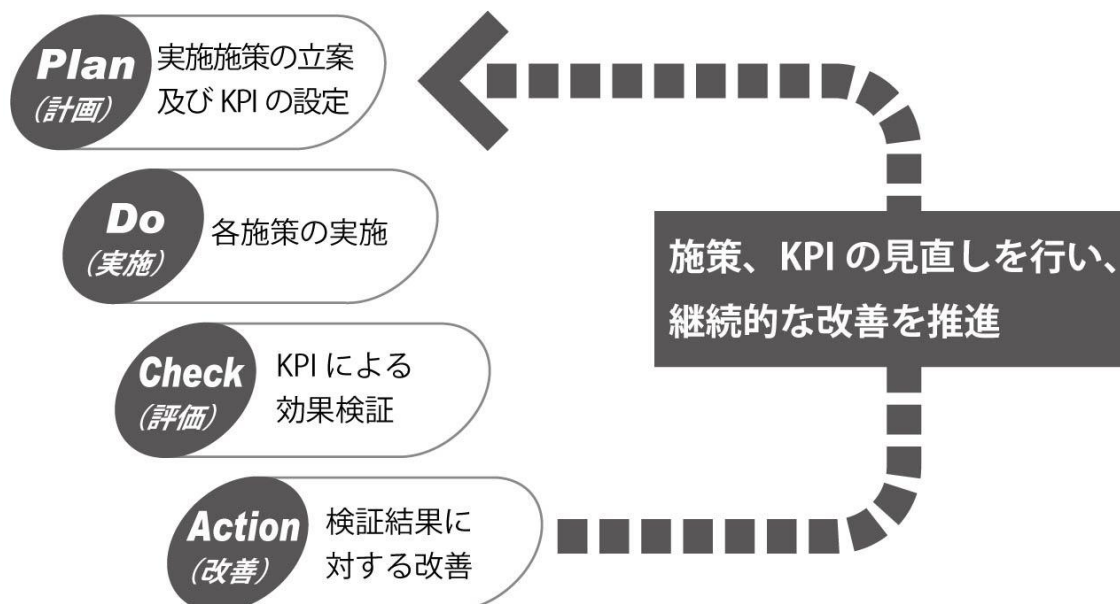 Plan
(計画)
実施施策の立案
及び KPI の設定
Do
(実施)
各施策の実施
Check
(評価)
KPI による
効果検証
Action
(改善)
検証結果に
対する改善
施策、KPI の見直しを行い、
継続的な改善を推進